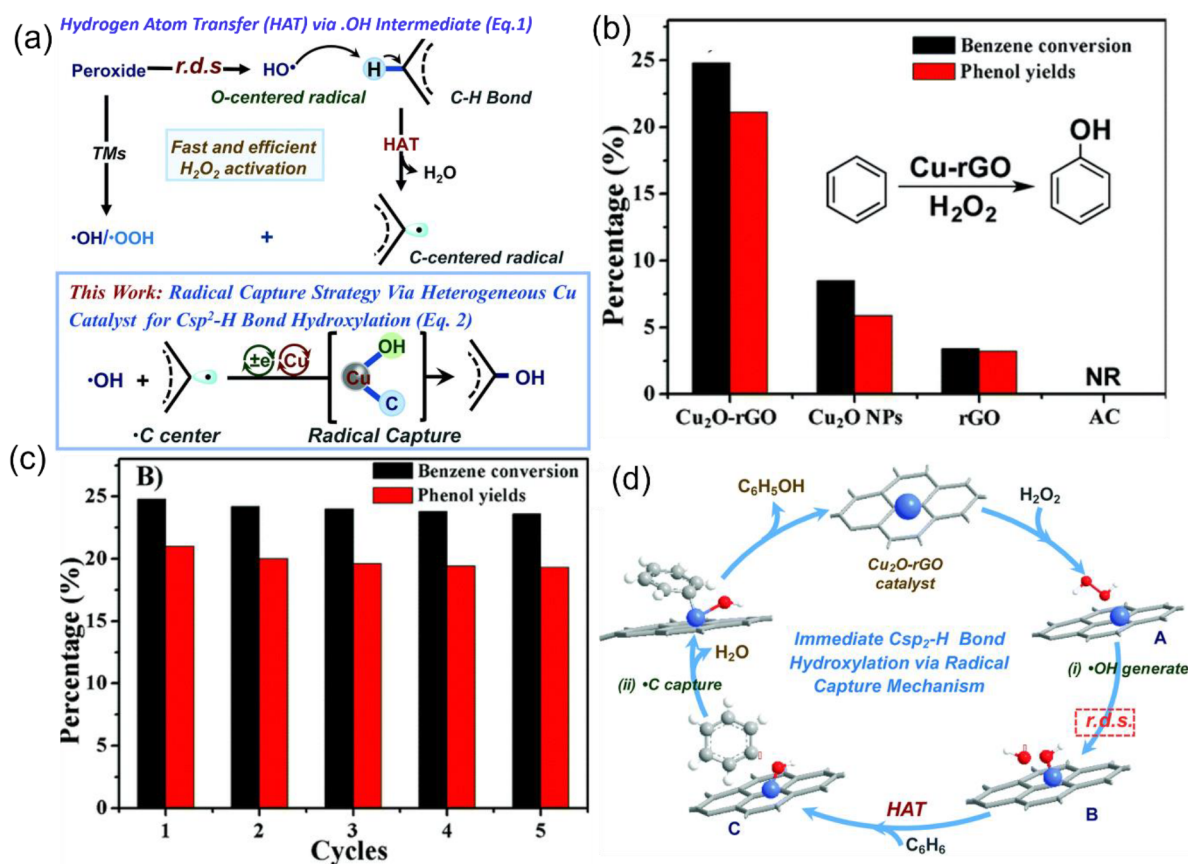 (a)
Hydrogen Atom Transfer (HAT) via .OH Intermediate (Eq.1)
Peroxide
r.d.s
HO•
H
O-centered radical
C-H Bond
TMs
Fast and efficient
H₂O₂ activation
HAT
H₂O
•OH/•OOH
+
C-centered radical
This Work: Radical Capture Strategy Via Heterogeneous Cu
Catalyst for Csp²-H Bond Hydroxylation (Eq. 2)
•OH +
±e
Cu
OH
Cu
C
OH
•C center
Radical Capture
(b)
Benzene conversion
Phenol yields
Percentage (%)
25
20
15
10
5
0
OH
Cu-rGO
H₂O₂
NR
Cu₂O-rGO
Cu₂O NPs
rGO
AC
(c)
B)
Benzene conversion
Phenol yields
Percentage (%)
25
20
15
10
5
0
1
2
3
4
5
Cycles
(d)
C₆H₅OH
H₂O₂
Cu₂O-rGO
catalyst
A
H₂O
Immediate Csp₂-H Bond
Hydroxylation via Radical
Capture Mechanism
(i) •OH generate
(ii) •C capture
r.d.s.
B
HAT
C
C₆H₆